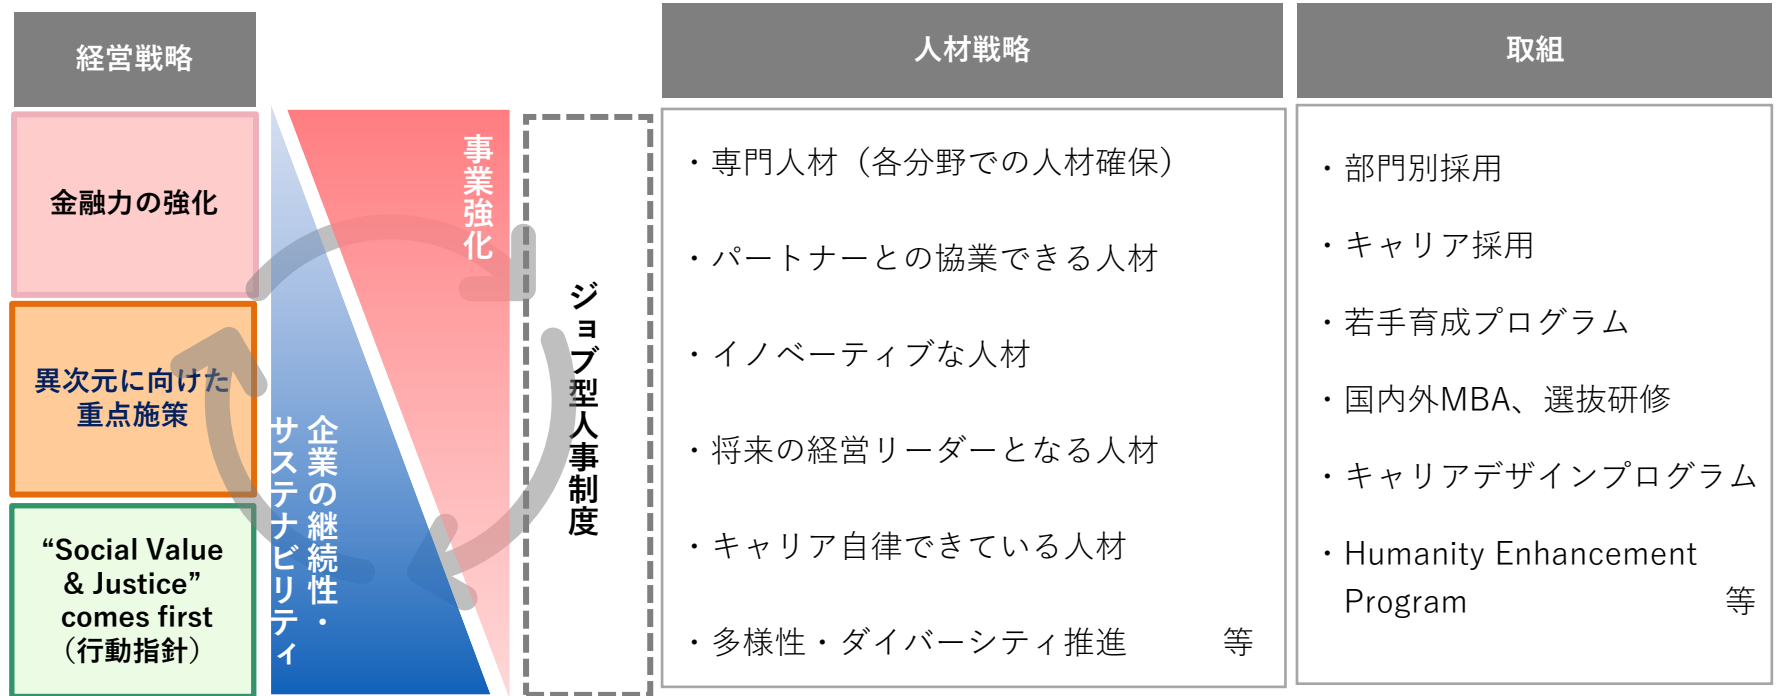 経営戦略
金融力の強化
異次元に向けた
重点施策
“Social Value
& Justice”
comes first
（行動指針）
事業強化
企業の継続性・
サステナビリティ
ジョブ型人事制度
人材戦略
・専門人材（各分野での人材確保）
・パートナーとの協業できる人材
・イノベーティブな人材
・将来の経営リーダーとなる人材
・キャリア自律できている人材
・多様性・ダイバーシティ推進 等
取組
・部門別採用
・キャリア採用
・若手育成プログラム
・国内外MBA、選抜研修
・キャリアデザインプログラム
・Humanity Enhancement
Program 等